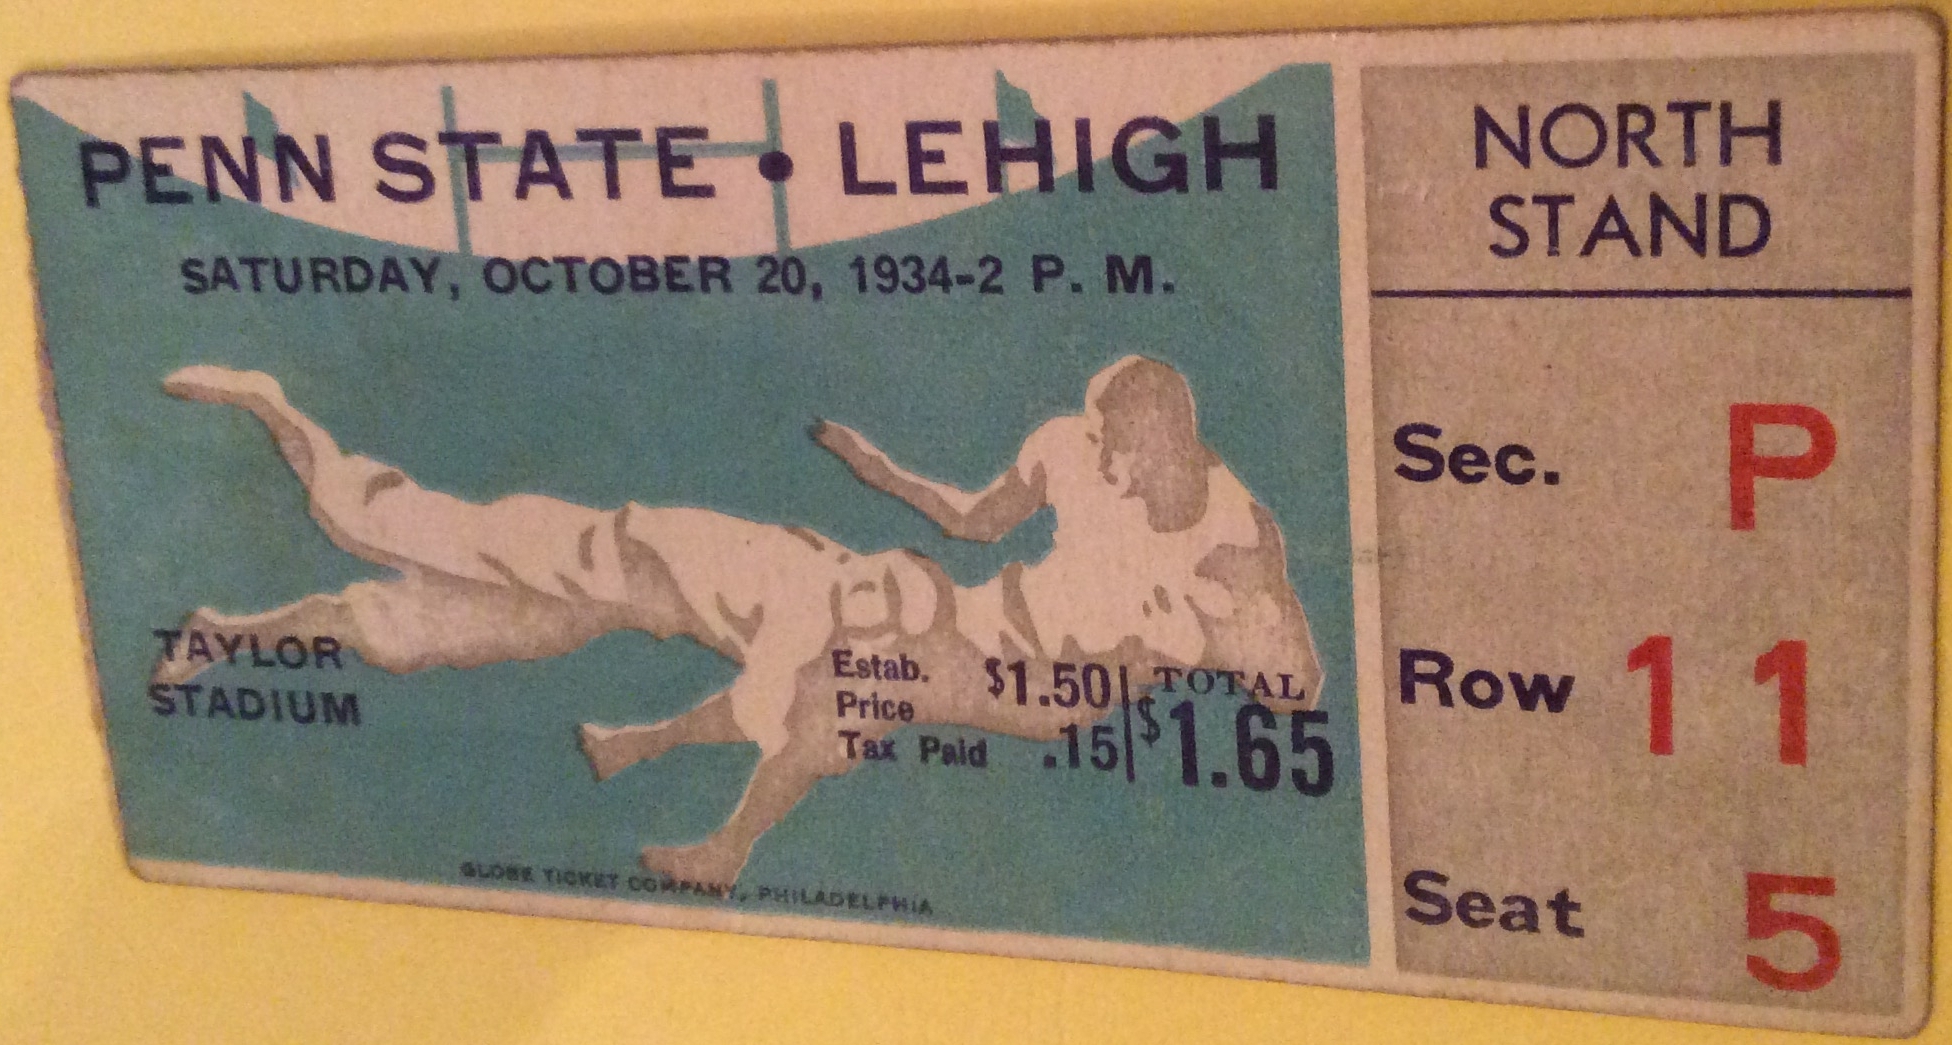 PENN STATE • LEHIGH
SATURDAY, OCTOBER 20, 1934-2 P. M.
TAYLOR
STADIUM
Estab.
Price
$1.50
Tax Paid .15
TOTAL
$1.65
GLOBE TICKET COMPANY, PHILADELPHIA
NORTH
STAND
Sec. P
Row 11
Seat 5